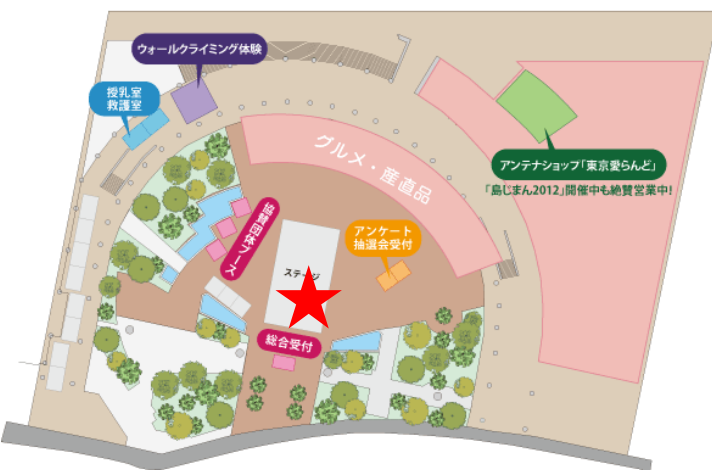 ウォールクライミング体験
授乳室
救護室
グルメ・産直品
アンテナショップ「東京愛らんど」
「島じまん2012」開催中も絶賛営業中!
協賛団体ブース
アンケート
抽選会受付
ステージ
総合受付